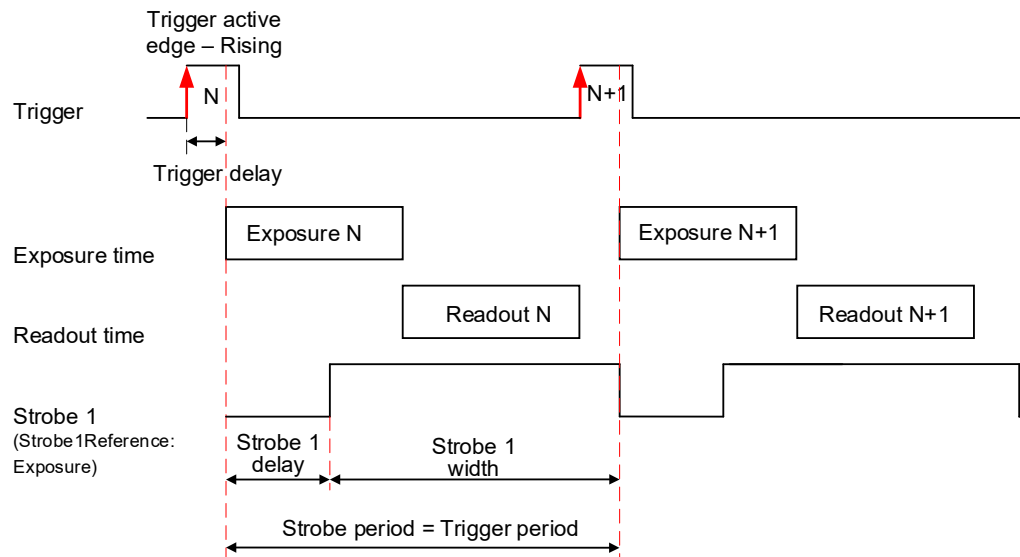 Trigger active
edge – Rising
N
N+1
Trigger
Trigger delay
Exposure N
Exposure N+1
Exposure time
Readout N
Readout N+1
Readout time
Strobe 1
(Strobe1Reference:
Exposure)
Strobe 1
delay
Strobe 1
width
Strobe period = Trigger period